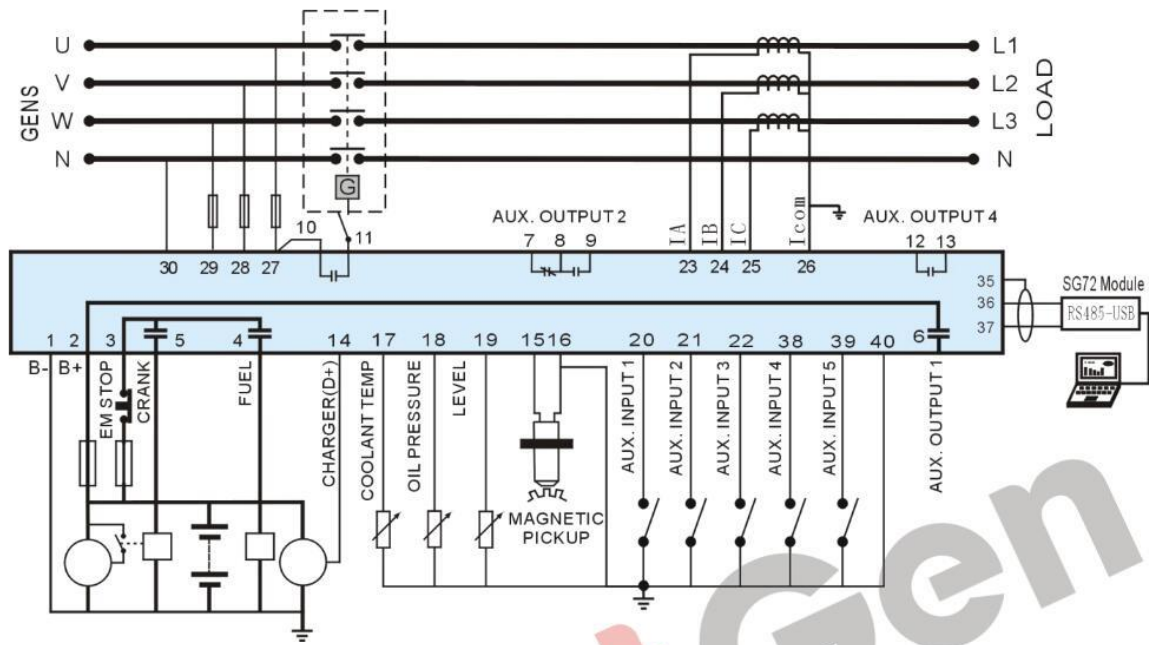 GENS
U
V
W
N
L1
L2
L3
N
LOAD
G
10
11
AUX. OUTPUT 2
7 8 9
IA IB IC Icom
AUX. OUTPUT 4
12 13
30 29 28 27
23 24 25 26
35
36
37
SG72 Module
RS485-USB
1 2 3 5 4 14 17 18 19 15 16 20 21 22 38 39 40 6
B- B+
EM STOP
CRANK
FUEL
CHARGER(D+)
COOLANT TEMP
OIL PRESSURE
LEVEL
MAGNETIC
PICKUP
AUX. INPUT 1
AUX. INPUT 2
AUX. INPUT 3
AUX. INPUT 4
AUX. INPUT 5
AUX. OUTPUT 1
Gen